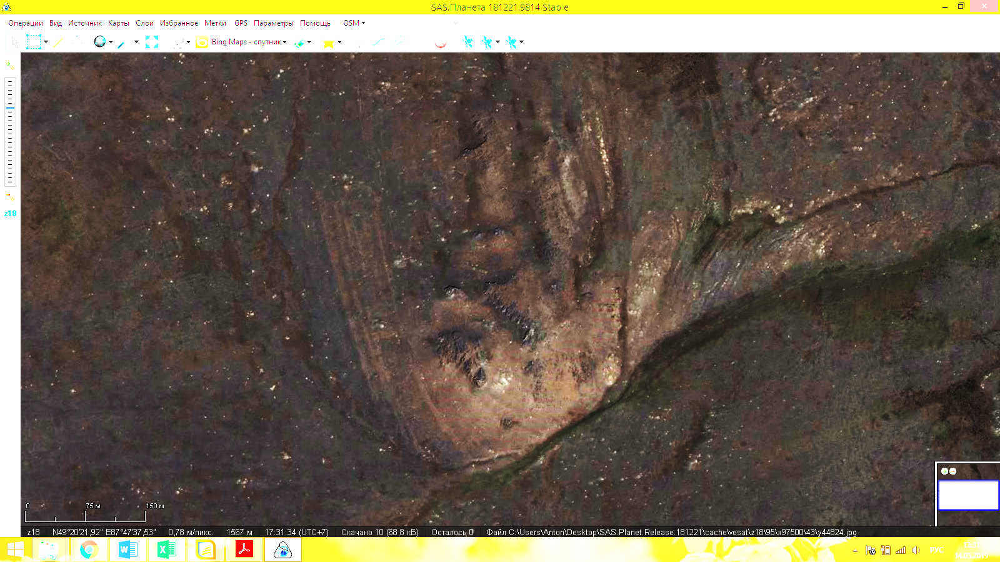 SAS.Планета 181221.9814 Stable
Операции Вид Источник Карты Слои Избранное Метки GPS Параметры Помощь OSM
Bing Maps - спутник
z18
0 75 м 150 м
z18 N49°20'21,92" E87°47'37,53" 0,78 м/пикс. 1567 м 17:31:34 (UTC+7) Скачано 10 (68,8 кБ) Осталось 0 Файл C:\Users\Anton\Desktop\SAS.Planet.Release.181221\cache\vesat\z18\95\x97500\43\y44824.jpg
РУС
14.05.2019